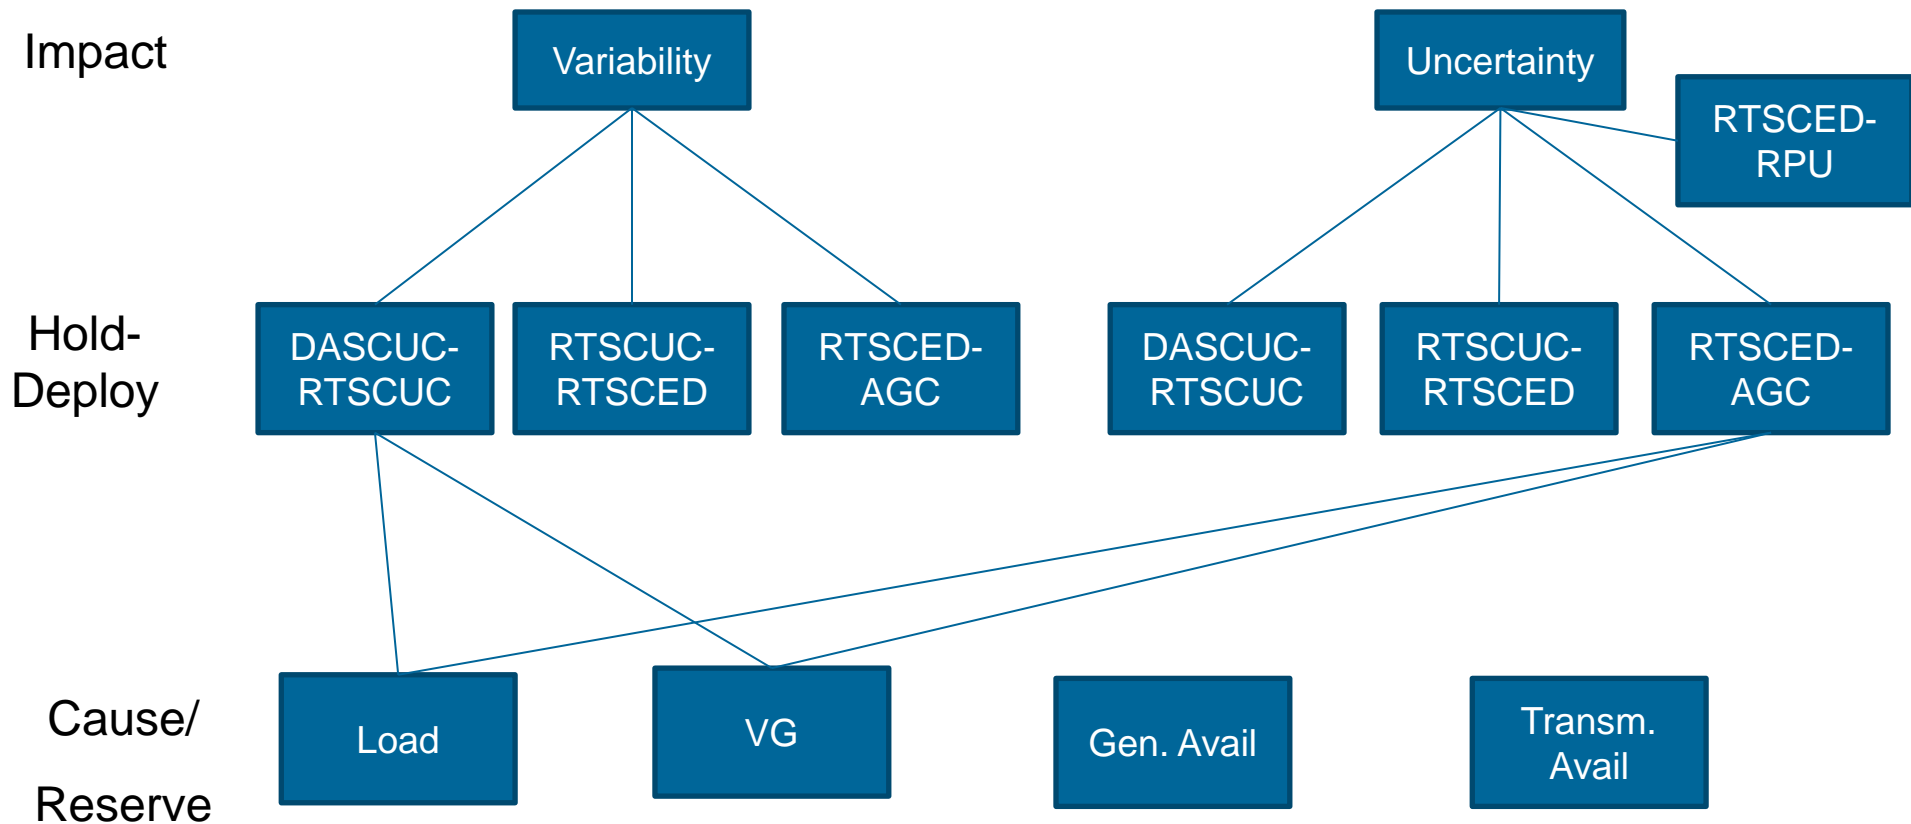 Impact
Variability
Uncertainty
RTSCED-
RPU
Hold-
Deploy
DASCUC-
RTSCUC
RTSCUC-
RTSCED
RTSCED-
AGC
DASCUC-
RTSCUC
RTSCUC-
RTSCED
RTSCED-
AGC
Cause/
Reserve
Load
VG
Gen. Avail
Transm.
Avail